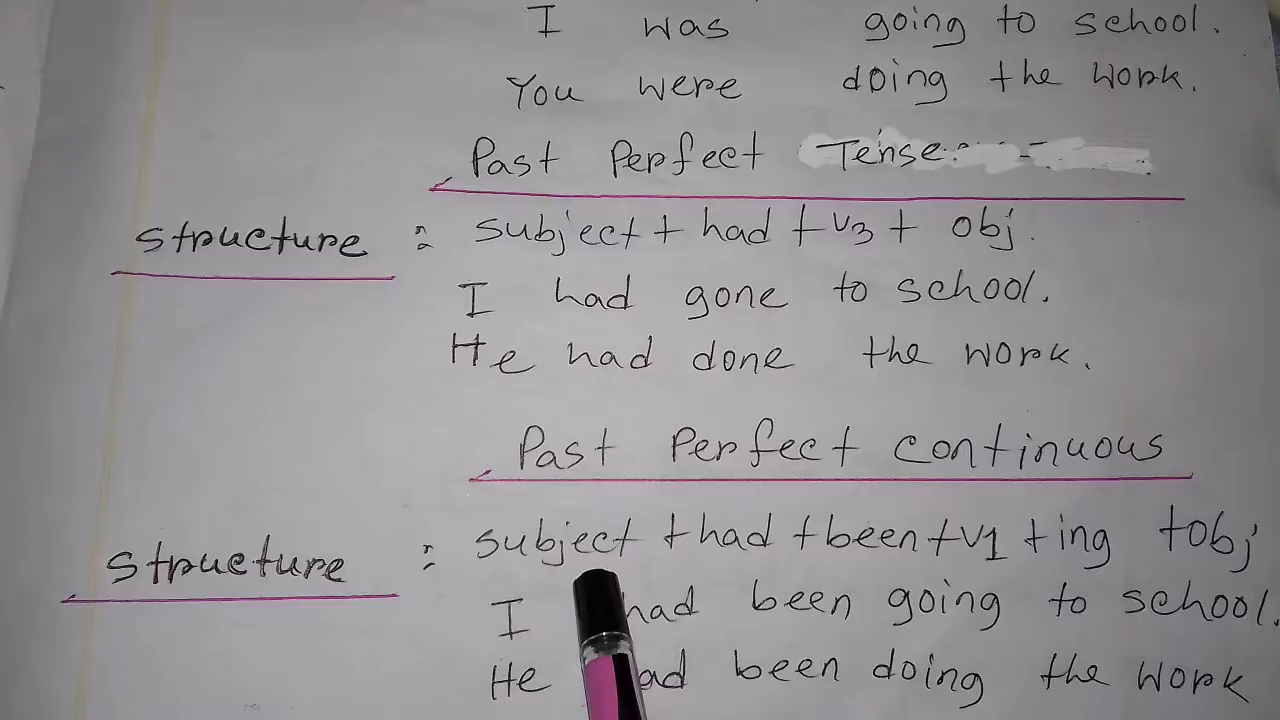 I was going to school.
You were doing the work.
Past Perfect Tense.
structure : subject + had + v3 + obj.
I had gone to school.
He had done the work.
Past Perfect continuous
structure : subject + had + been + v1 + ing + obj
I had been going to school.
He had been doing the work